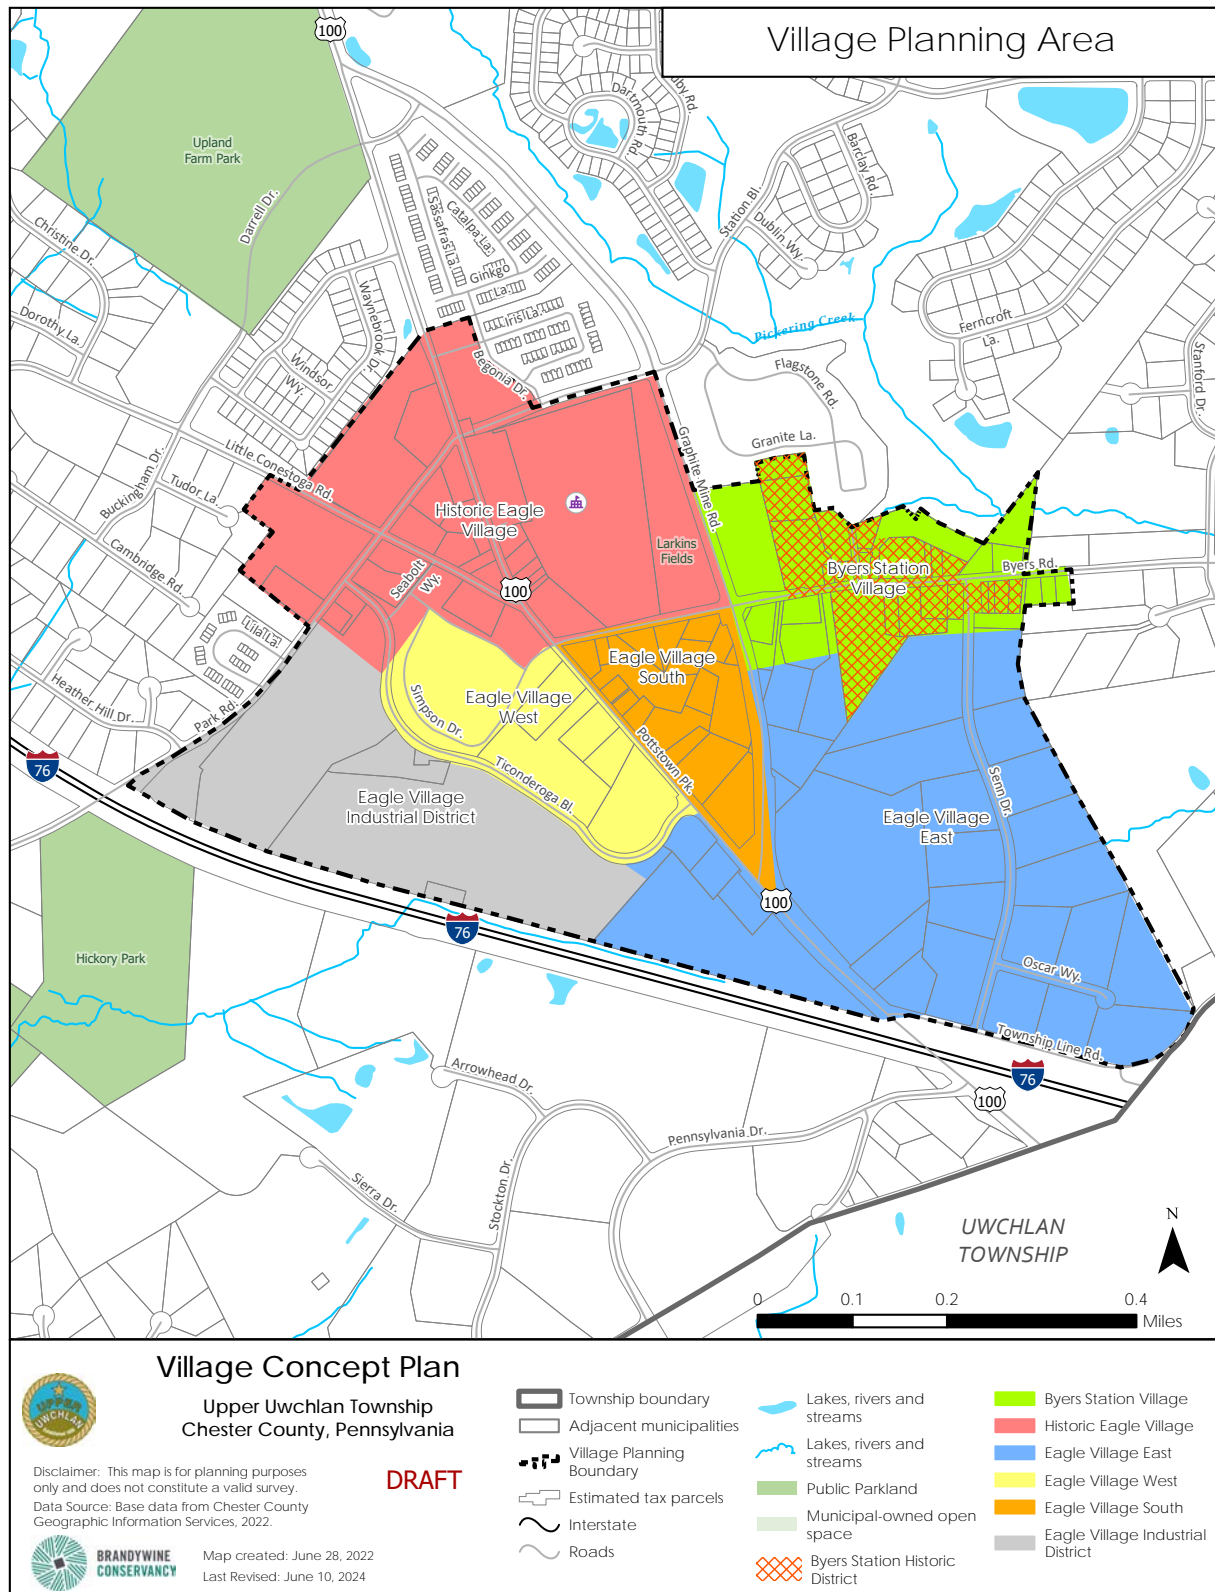 Village Planning Area
100
Upland
Farm Park
Darrell Dr.
Christine Dr.
Dorothy La.
Sassafras La.
Catalpa La.
Ginkgo
La.
Iris La.
Begonia Dr.
Waynebrook Dr.
Windsor
Wy.
Dartmouth Rd.
uby Rd.
Barclay Rd.
Station Bl.
Dublin Wy.
Pickering Creek
Ferncroft
La.
Stanford Dr.
Flagstone Rd.
Granite La.
Graphite Mine Rd.
Little Conestoga Rd.
Buckingham Dr.
Tudor La.
Cambridge Rd.
Lila La.
Heather Hill Dr.
Park Rd.
Historic Eagle
Village
Larkins
Fields
Seabolt
Wy.
100
Byers Station
Village
Byers Rd.
Eagle Village
South
Eagle Village
West
Simpson Dr.
Pottstown Pk.
Ticonderoga Bl.
Eagle Village
Industrial District
Senn Dr.
Eagle Village
East
76
100
76
Hickory Park
Oscar Wy.
Township Line Rd.
76
100
Arrowhead Dr.
Pennsylvania Dr.
Stockton Dr.
Sierra Dr.
UWCHLAN
TOWNSHIP
N
0 0.1 0.2 0.4
Miles
Village Concept Plan
Upper Uwchlan Township
Chester County, Pennsylvania
UPPER
UWCHLAN
Disclaimer: This map is for planning purposes
only and does not constitute a valid survey.
Data Source: Base data from Chester County
Geographic Information Services, 2022.
DRAFT
BRANDYWINE
CONSERVANCY
Map created: June 28, 2022
Last Revised: June 10, 2024
Township boundary
Adjacent municipalities
Village Planning
Boundary
Estimated tax parcels
Interstate
Roads
Lakes, rivers and
streams
Lakes, rivers and
streams
Public Parkland
Municipal-owned open
space
Byers Station Historic
District
Byers Station Village
Historic Eagle Village
Eagle Village East
Eagle Village West
Eagle Village South
Eagle Village Industrial
District